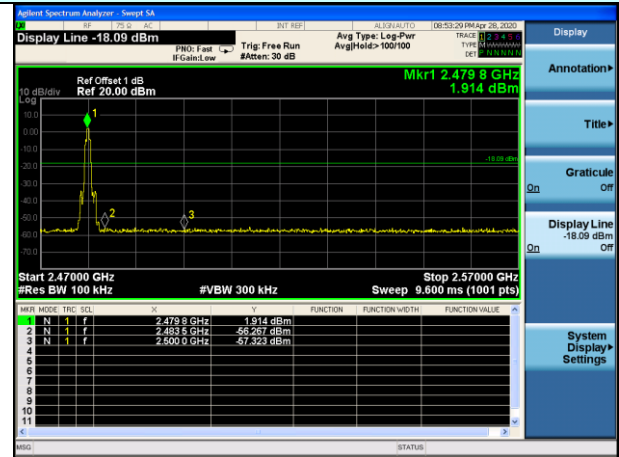 Agilent Spectrum Analyzer - Swept SA
RF 75 Ω AC INT REF ALIGN AUTO 08:53:29 PM Apr 28, 2020
Display Line -18.09 dBm
PNO: Fast
IFGain:Low
Trig: Free Run
#Atten: 30 dB
Avg Type: Log-Pwr
Avg|Hold:> 100/100
TRACE 1 2 3 4 5 6
TYPE M
DET P N N N N N
Ref Offset 1 dB
Ref 20.00 dBm
10 dB/div
Log
Mkr1 2.479 8 GHz
1.914 dBm
10.0
0.00
-10.0
-20.0
-30.0
-40.0
-50.0
-60.0
-70.0
1
2
3
-18.09 dBm
Start 2.47000 GHz
#Res BW 100 kHz
#VBW 300 kHz
Stop 2.57000 GHz
Sweep 9.600 ms (1001 pts)
MKR MODE TRC SCL X Y FUNCTION FUNCTION WIDTH FUNCTION VALUE
1 N 1 f 2.479 8 GHz 1.914 dBm
2 N 1 f 2.483 5 GHz -56.267 dBm
3 N 1 f 2.500 0 GHz -57.323 dBm
4
5
6
7
8
9
10
11
MSG STATUS
Display
Annotation
Title
Graticule
On Off
Display Line
-18.09 dBm
On Off
System
Display
Settings